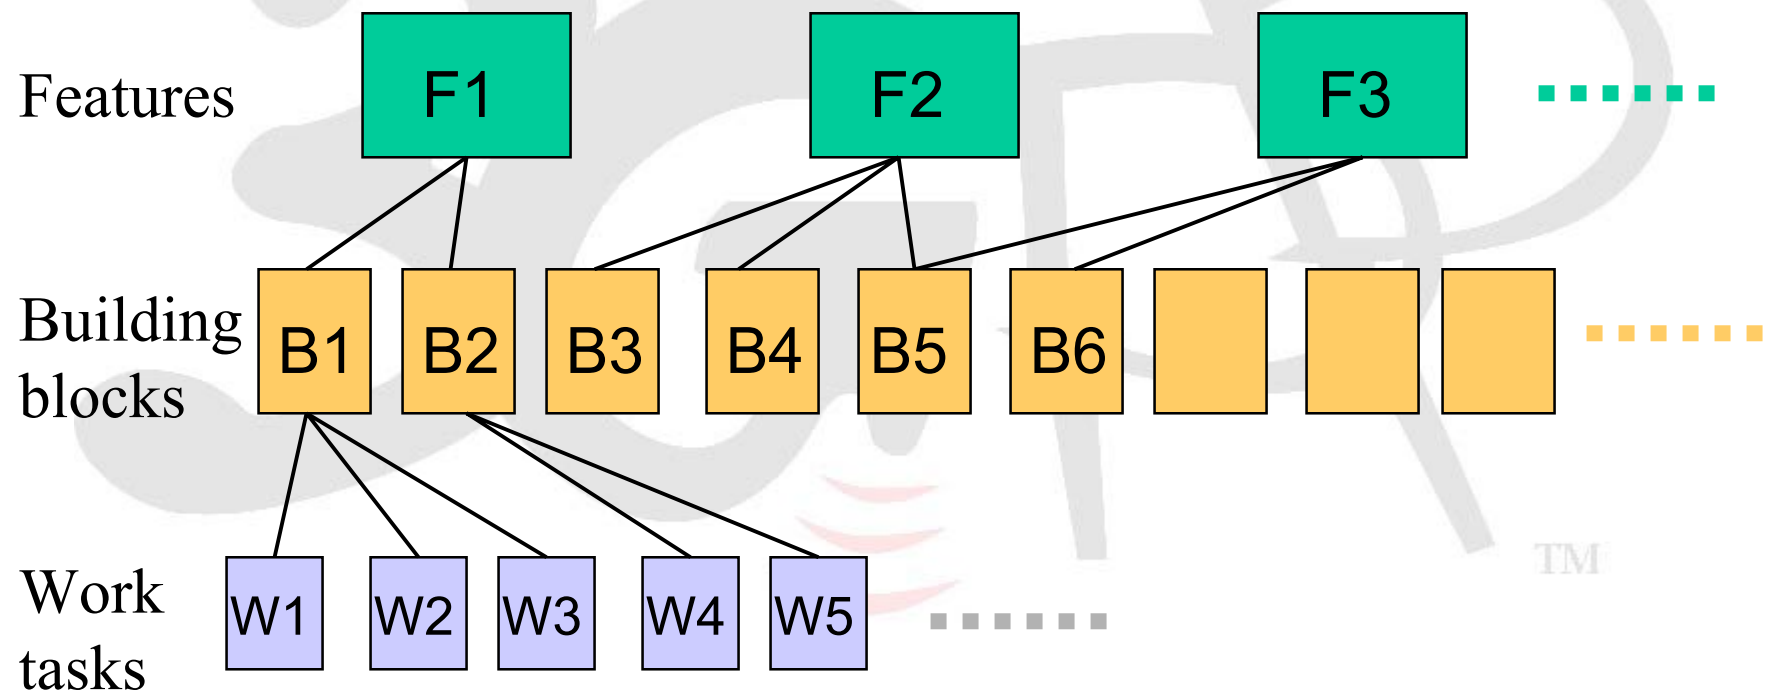 Features
F1
F2
F3
Building
blocks
B1
B2
B3
B4
B5
B6
Work
tasks
W1
W2
W3
W4
W5
TM